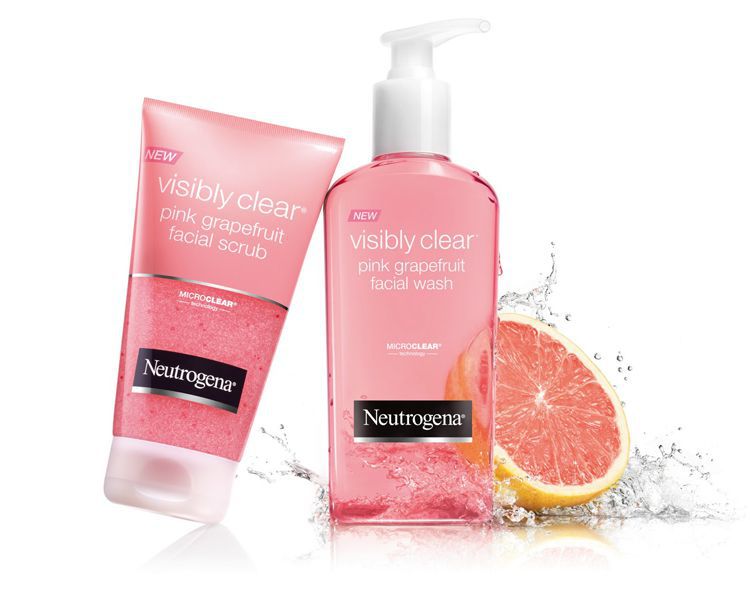 NEW
visibly clear®
pink grapefruit
facial scrub
MICROCLEAR®
technology
Neutrogena®
NEW
visibly clear™
pink grapefruit
facial wash
MICROCLEAR®
technology
Neutrogena®